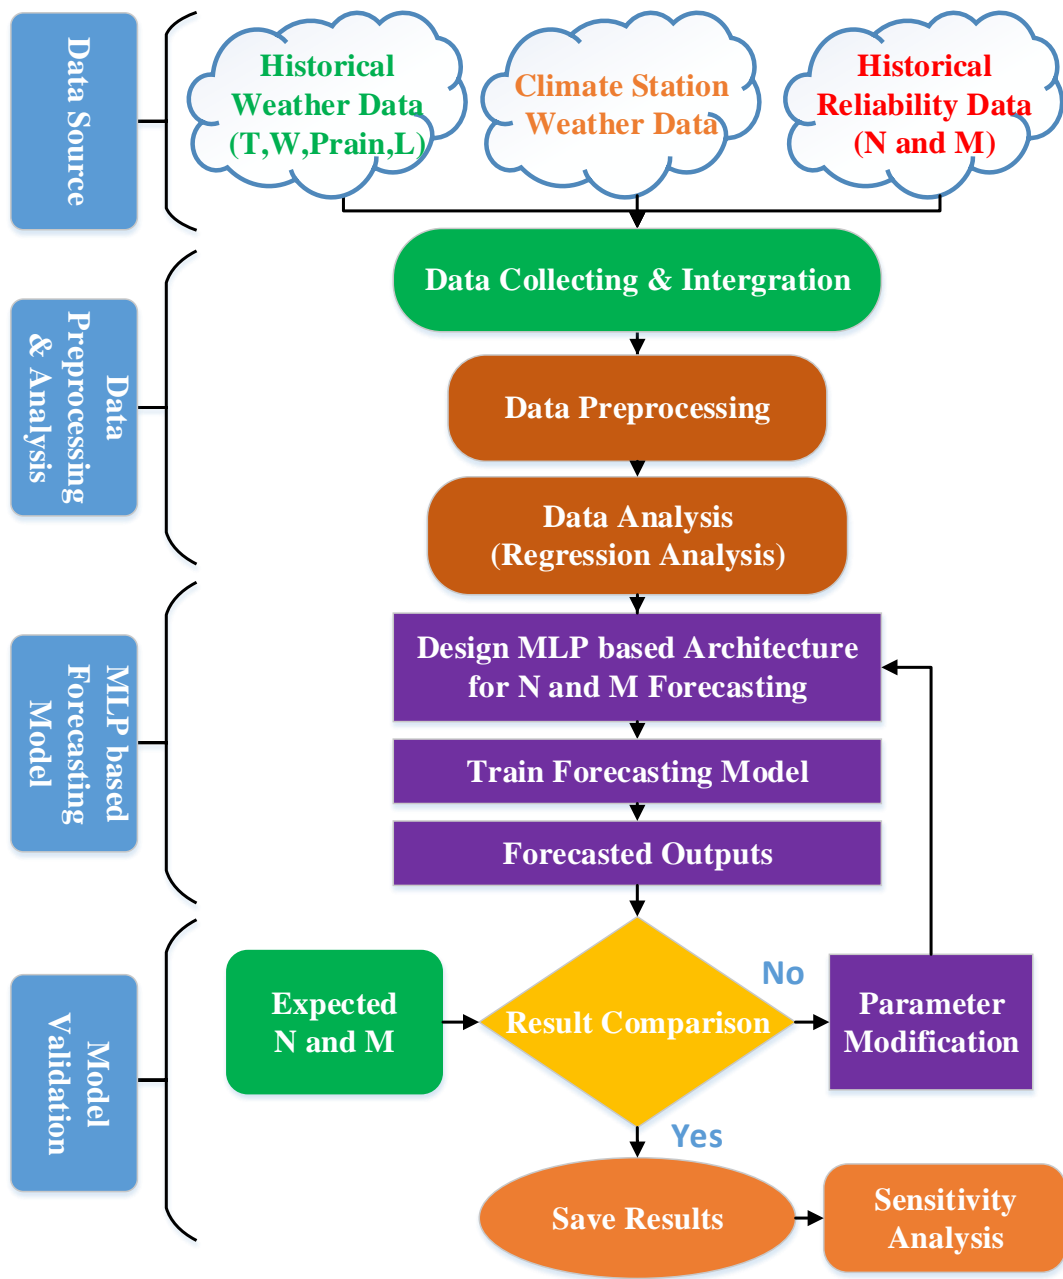 Data Source
Historical
Weather Data
(T,W,Prain,L)
Climate Station
Weather Data
Historical
Reliability Data
(N and M)
Data
Preprocessing
& Analysis
Data Collecting & Intergration
Data Preprocessing
Data Analysis
(Regression Analysis)
MLP based
Forecasting
Model
Design MLP based Architecture
for N and M Forecasting
Train Forecasting Model
Forecasted Outputs
Model
Validation
Expected
N and M
Result Comparison
No
Parameter
Modification
Yes
Save Results
Sensitivity
Analysis